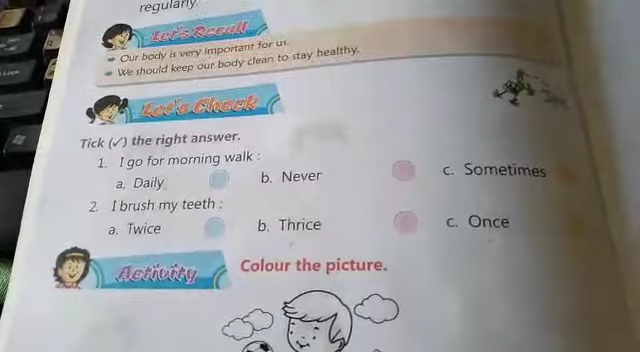 regularly.
Let's Recall
Our body is very important for us.
We should keep our body clean to stay healthy.
Let's Check
Tick (✓) the right answer.
1. I go for morning walk :
a. Daily b. Never c. Sometimes
2. I brush my teeth :
a. Twice b. Thrice c. Once
Activity Colour the picture.